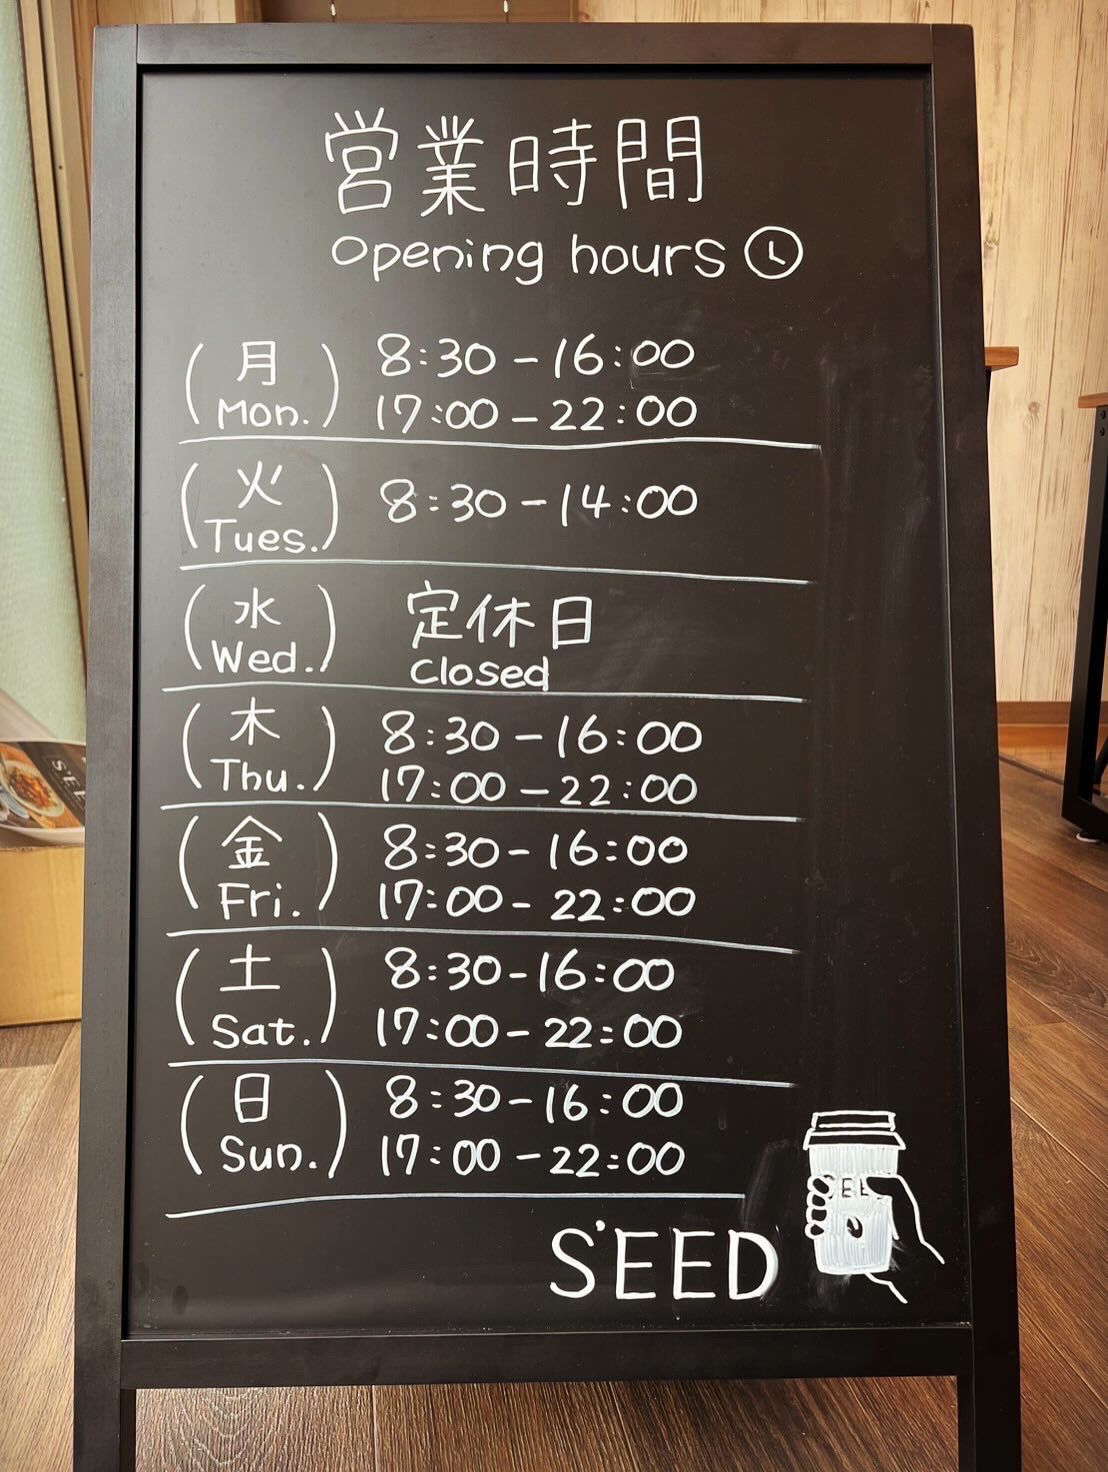 営業時間
Opening hours
月 8:30-16:00
(Mon.) 17:00-22:00
火
(Tues.) 8:30-14:00
水 定休日
(Wed.) Closed
木 8:30-16:00
(Thu.) 17:00-22:00
金 8:30-16:00
(Fri.) 17:00-22:00
土 8:30-16:00
(Sat.) 17:00-22:00
日 8:30-16:00
(Sun.) 17:00-22:00
S'EED